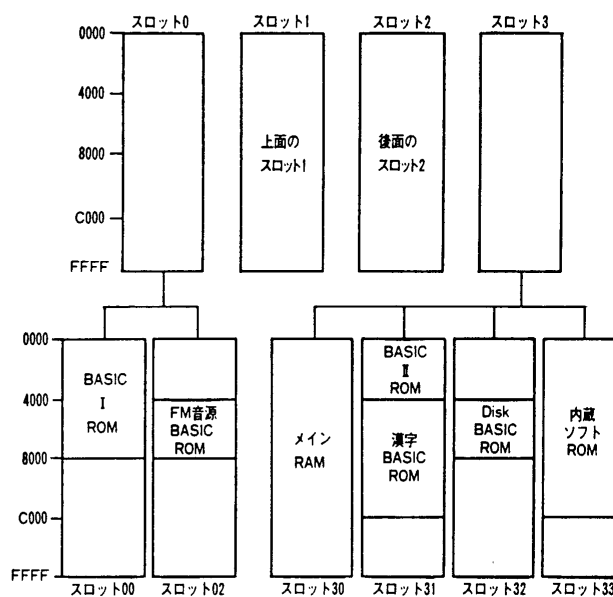 スロット0
スロット1
スロット2
スロット3
0000
4000
8000
C000
FFFF
上面の
スロット1
後面の
スロット2
0000
4000
8000
C000
FFFF
BASIC
I
ROM
FM音源
BASIC
ROM
メイン
RAM
BASIC
II
ROM
漢字
BASIC
ROM
Disk
BASIC
ROM
内蔵
ソフト
ROM
スロット00
スロット02
スロット30
スロット31
スロット32
スロット33